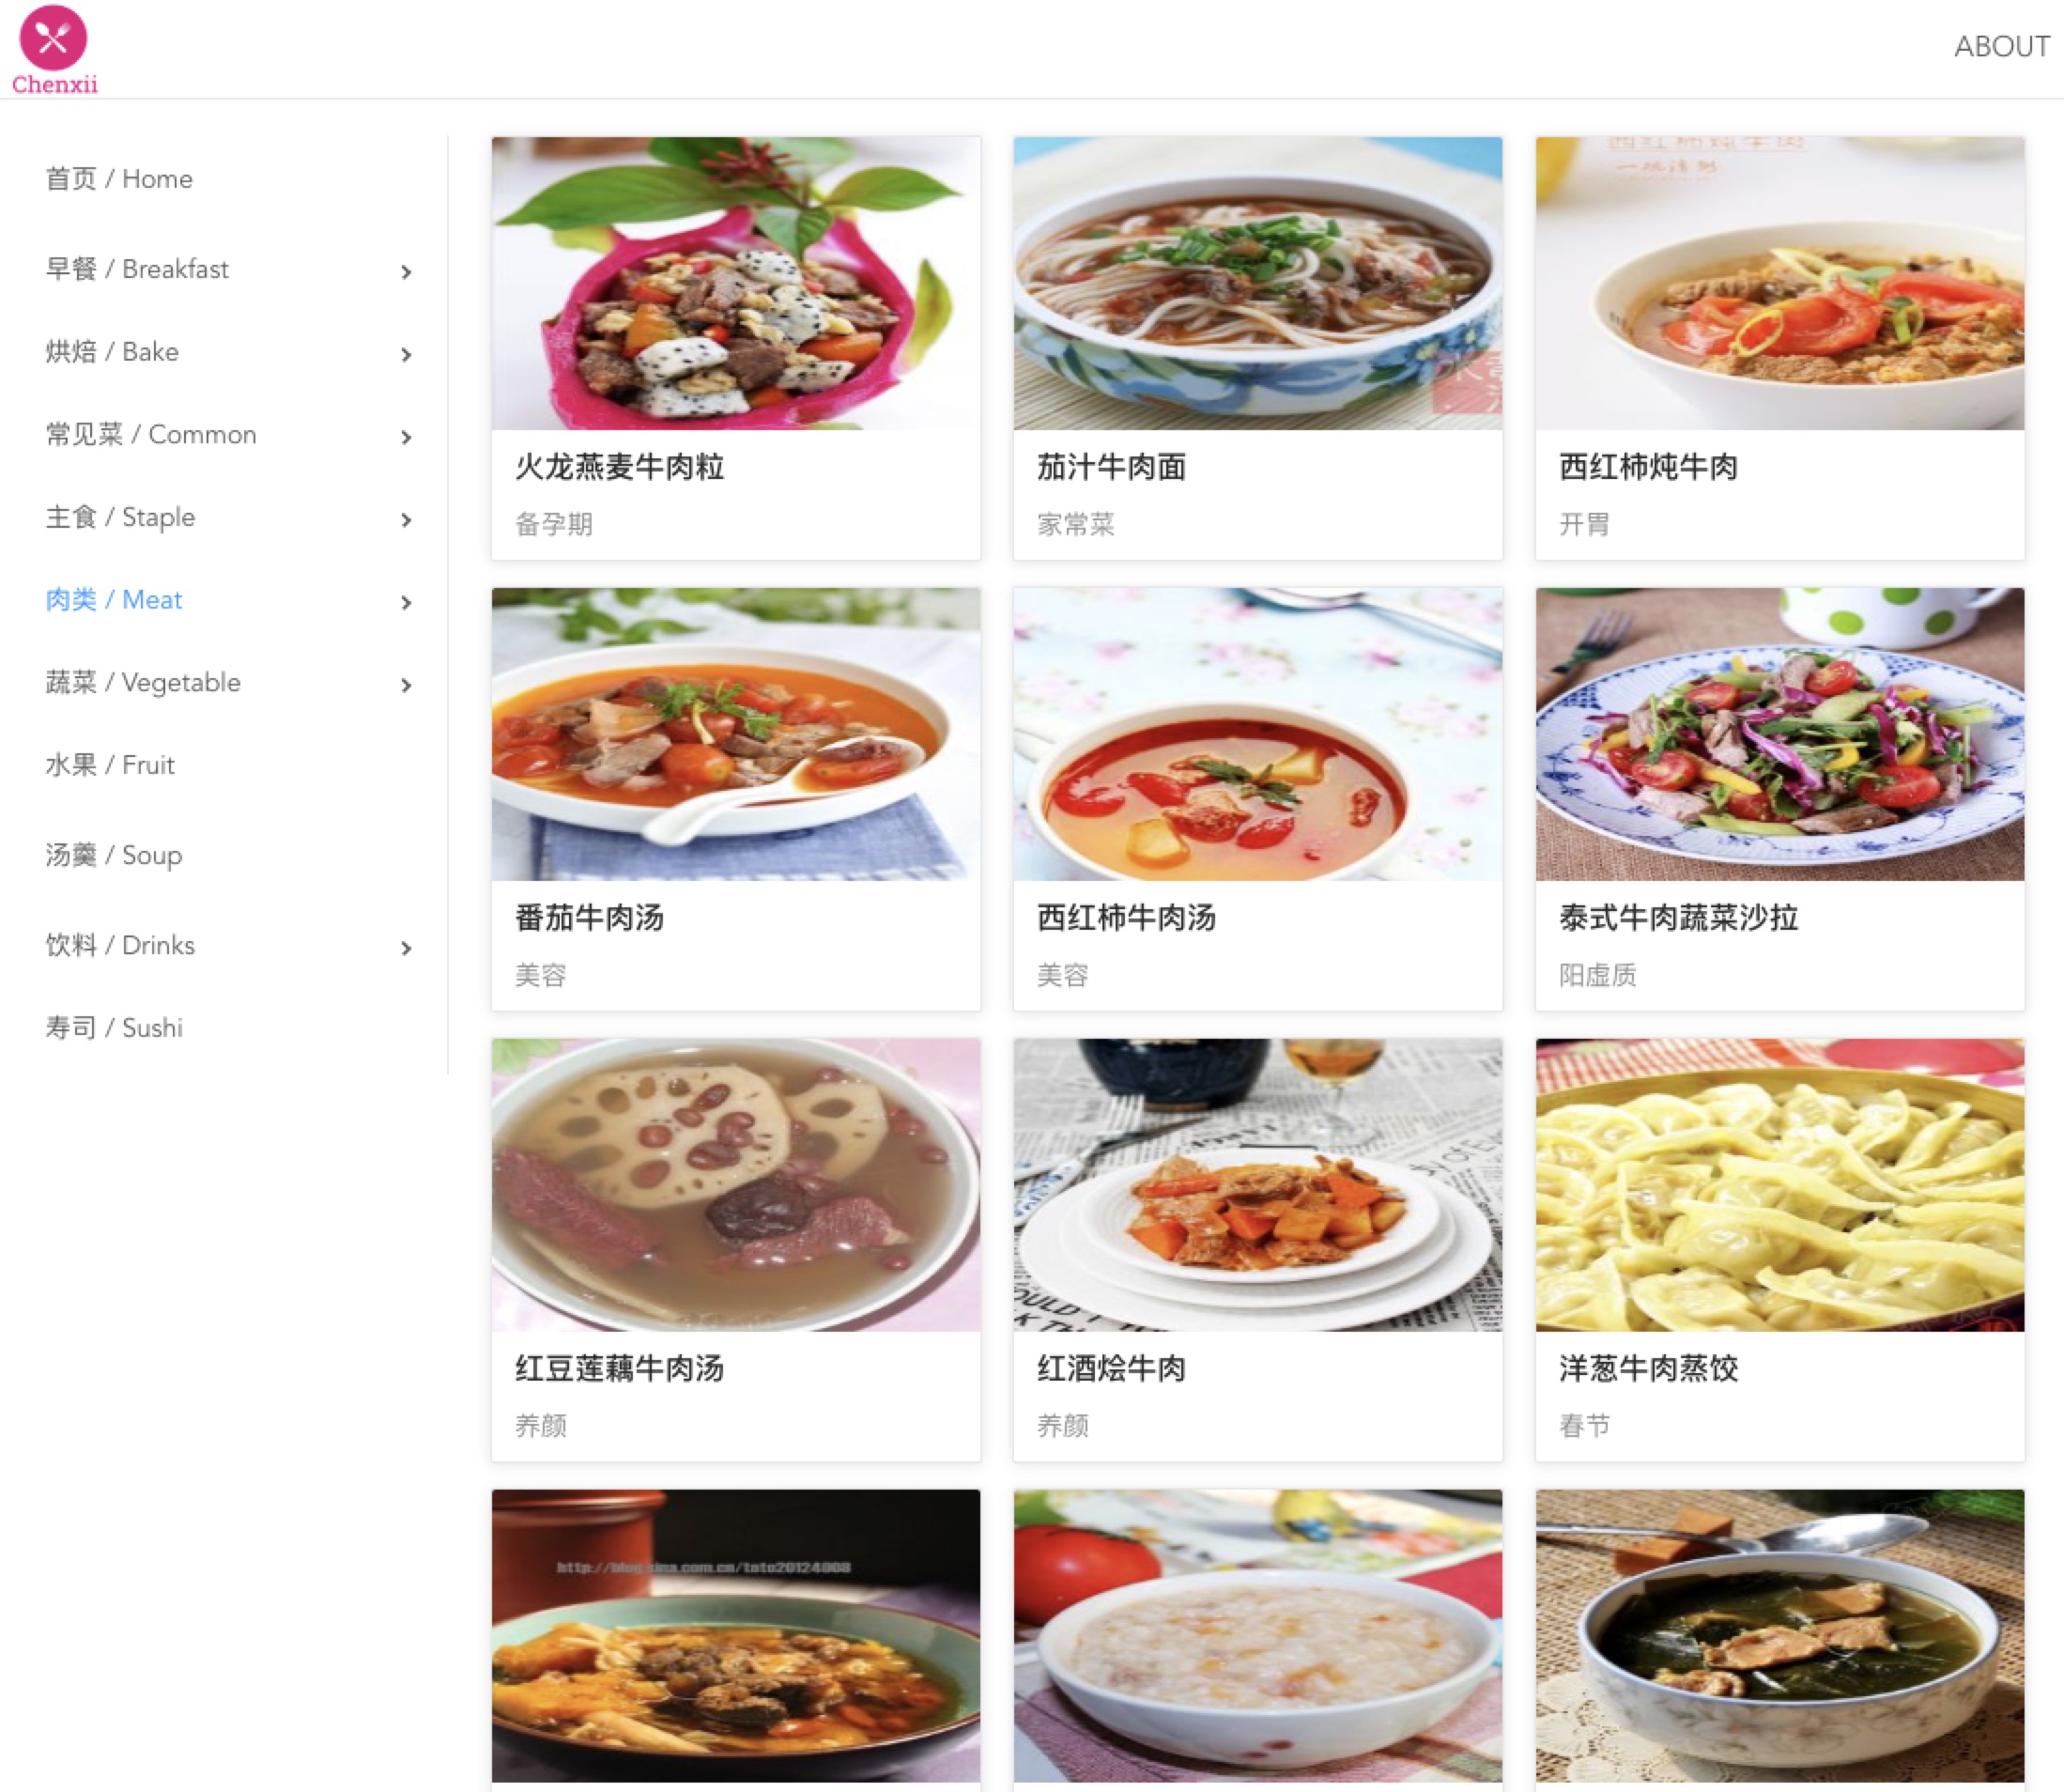 Chenxii
ABOUT
首页 / Home
早餐 / Breakfast
烘焙 / Bake
常见菜 / Common
主食 / Staple
肉类 / Meat
蔬菜 / Vegetable
水果 / Fruit
汤羹 / Soup
饮料 / Drinks
寿司 / Sushi
火龙燕麦牛肉粒
备孕期
茄汁牛肉面
家常菜
西红柿炖牛肉
开胃
番茄牛肉汤
美容
西红柿牛肉汤
美容
泰式牛肉蔬菜沙拉
阳虚质
红豆莲藕牛肉汤
养颜
红酒烩牛肉
养颜
洋葱牛肉蒸饺
春节
http://blog.sina.com.cn/toto20124008